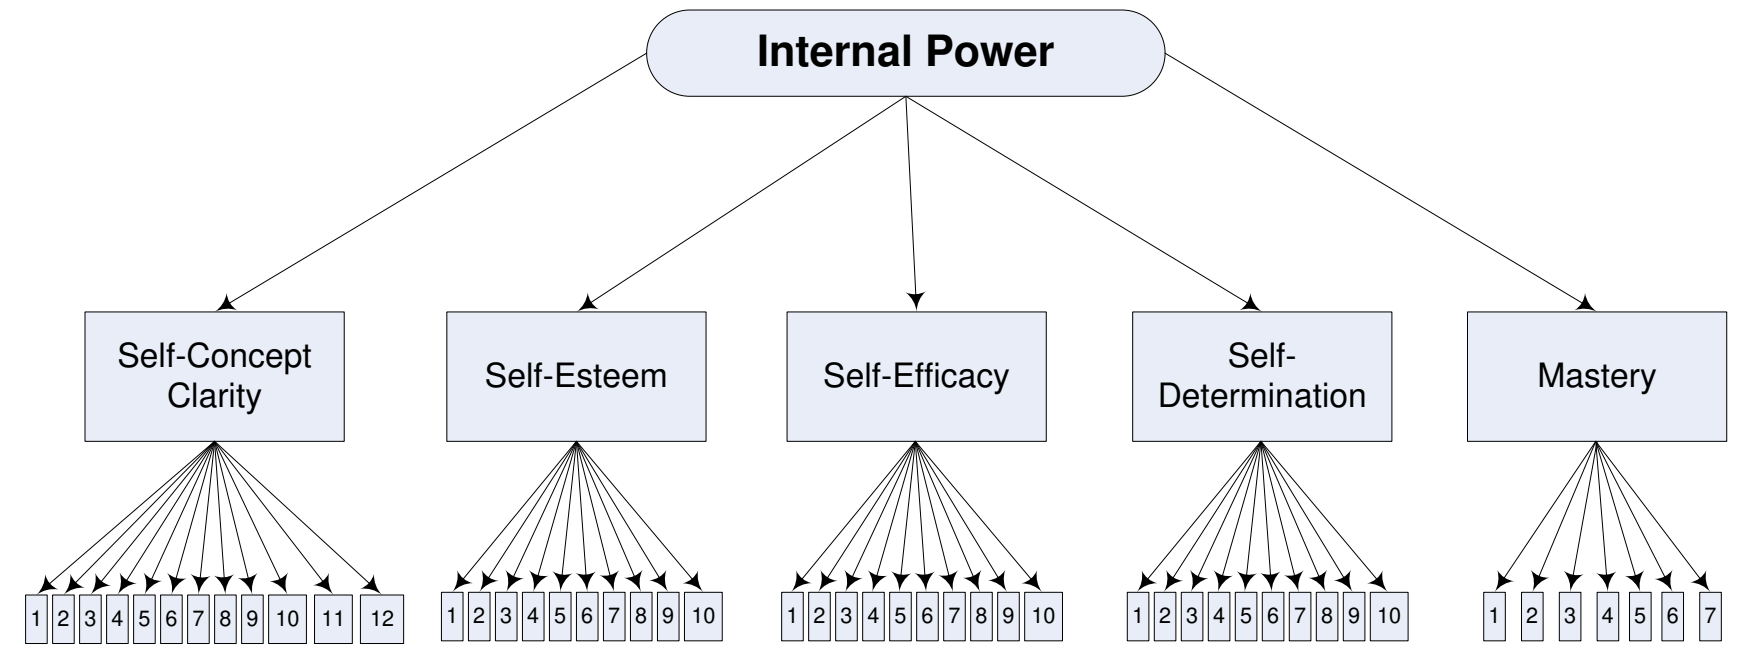 Internal Power
Self-Concept
Clarity
Self-Esteem
Self-Efficacy
Self-
Determination
Mastery
1 2 3 4 5 6 7 8 9 10 11 12
1 2 3 4 5 6 7 8 9 10
1 2 3 4 5 6 7 8 9 10
1 2 3 4 5 6 7 8 9 10
1 2 3 4 5 6 7